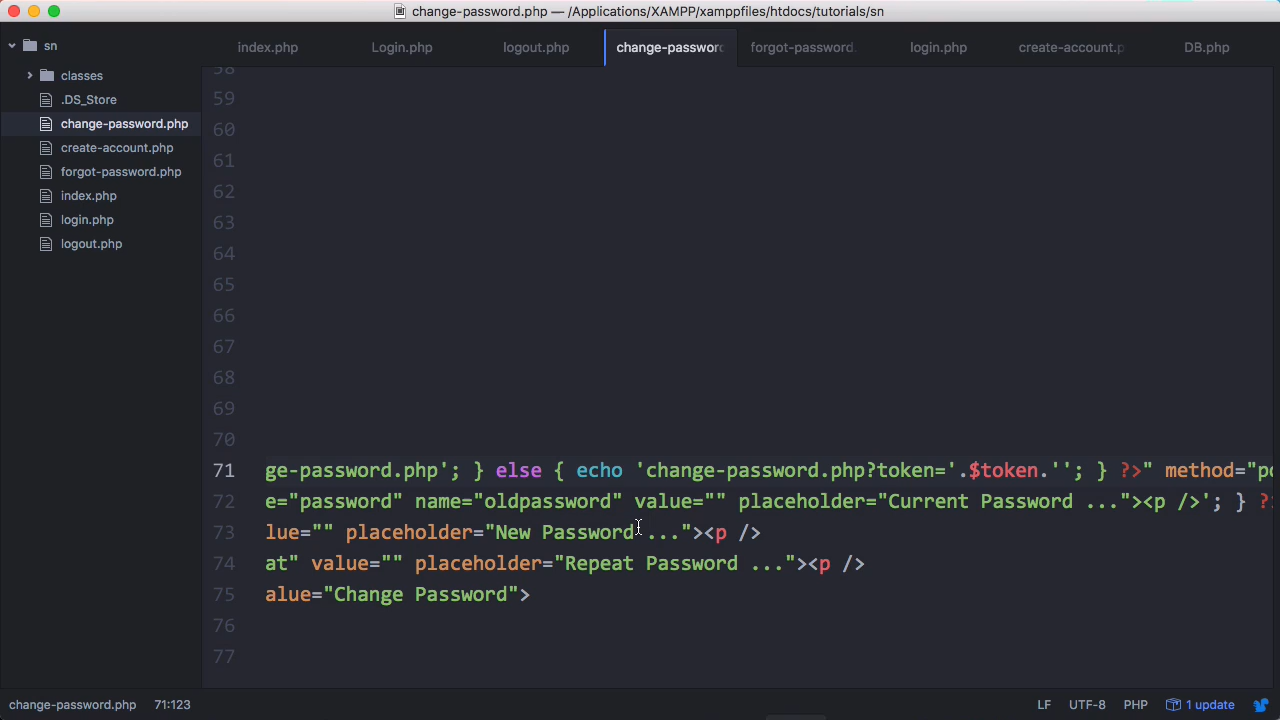 change-password.php — /Applications/XAMPP/xamppfiles/htdocs/tutorials/sn
sn
classes
.DS_Store
change-password.php
create-account.php
forgot-password.php
index.php
login.php
logout.php
index.php
Login.php
logout.php
change-passwor
forgot-password.
login.php
create-account.p
DB.php
58
59
60
61
62
63
64
65
66
67
68
69
70
71 ge-password.php'; } else { echo 'change-password.php?token='.$token.''; } ?>" method="po
72 e="password" name="oldpassword" value="" placeholder="Current Password ..."><p />'; } ?
73 lue="" placeholder="New Password ..."><p />
74 at" value="" placeholder="Repeat Password ..."><p />
75 alue="Change Password">
76
77
change-password.php 71:123 LF UTF-8 PHP 1 update